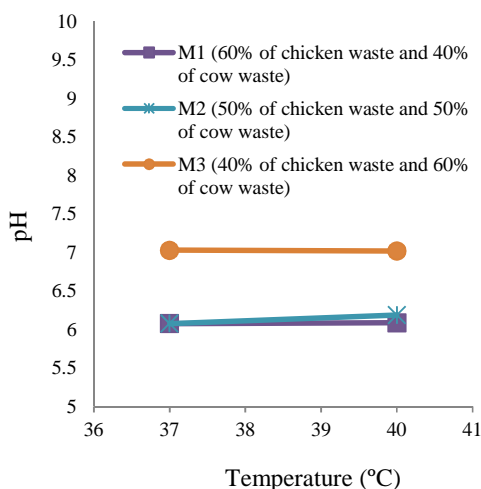 10
9.5
9
8.5
8
7.5
7
6.5
6
5.5
5
pH
M1 (60% of chicken waste and 40%
of cow waste)
M2 (50% of chicken waste and 50%
of cow waste)
M3 (40% of chicken waste and 60%
of cow waste)
36 37 38 39 40 41
Temperature (ºC)